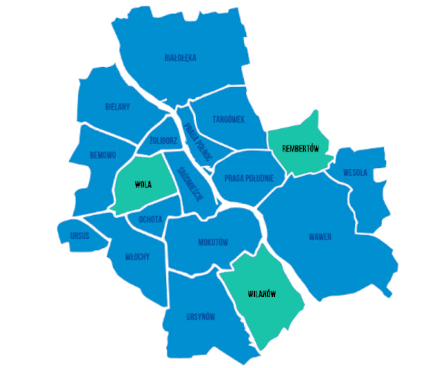 BIAŁOŁĘKA
BIELANY
TARGÓWEK
ŻOLIBORZ
PRAGA PÓŁNOC
REMBERTÓW
BEMOWO
WESOŁA
WOLA
ŚRÓDMIEŚCIE
PRAGA POŁUDNIE
OCHOTA
URSUS
MOKOTÓW
WAWER
WŁOCHY
WILANÓW
URSYNÓW